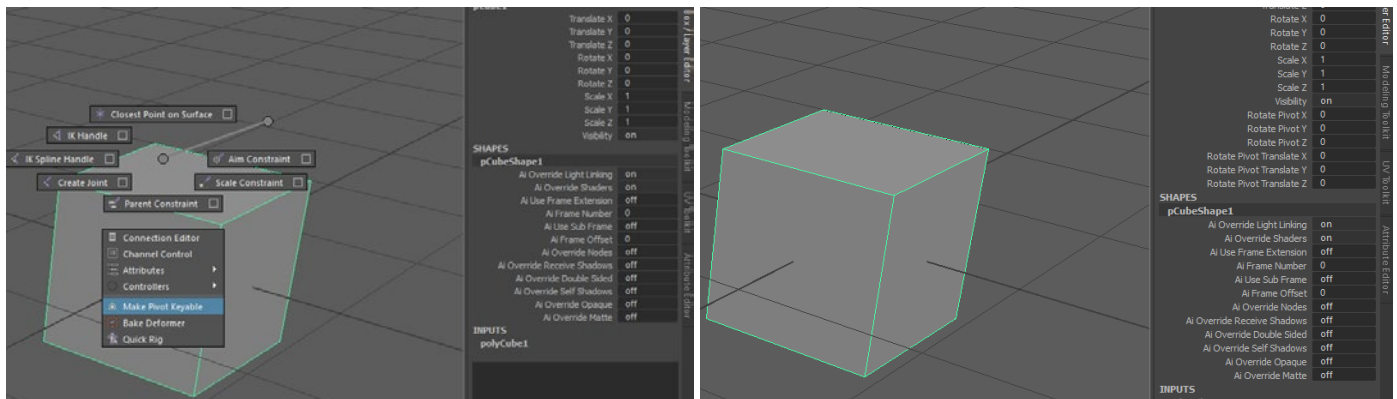 pCube1
Translate X 0
Translate Y 0
Translate Z 0
Rotate X 0
Rotate Y 0
Rotate Z 0
Scale X 1
Scale Y 1
Scale Z 1
Visibility on
SHAPES
pCubeShape1
Ai Override Light Linking on
Ai Override Shaders on
Ai Use Frame Extension off
Ai Frame Number 0
Ai Use Sub Frame off
Ai Frame Offset 0
Ai Override Nodes off
Ai Override Receive Shadows off
Ai Override Double Sided off
Ai Override Self Shadows off
Ai Override Opaque off
Ai Override Matte off
INPUTS
polyCube1
Box / Layer Editor
Modeling Toolkit
UV Toolkit
Attribute Editor
Closest Point on Surface
IK Handle
IK Spline Handle
Aim Constraint
Create Joint
Scale Constraint
Parent Constraint
Connection Editor
Channel Control
Attributes
Controllers
Make Pivot Keyable
Bake Deformer
Quick Rig
Rotate X 0
Rotate Y 0
Rotate Z 0
Scale X 1
Scale Y 1
Scale Z 1
Visibility on
Rotate Pivot X 0
Rotate Pivot Y 0
Rotate Pivot Z 0
Rotate Pivot Translate X 0
Rotate Pivot Translate Y 0
Rotate Pivot Translate Z 0
SHAPES
pCubeShape1
Ai Override Light Linking on
Ai Override Shaders on
Ai Use Frame Extension off
Ai Frame Number 0
Ai Use Sub Frame off
Ai Frame Offset 0
Ai Override Nodes off
Ai Override Receive Shadows off
Ai Override Double Sided off
Ai Override Self Shadows off
Ai Override Opaque off
Ai Override Matte off
INPUTS
er Editor
Modeling Toolkit
UV Toolkit
Attribute Editor